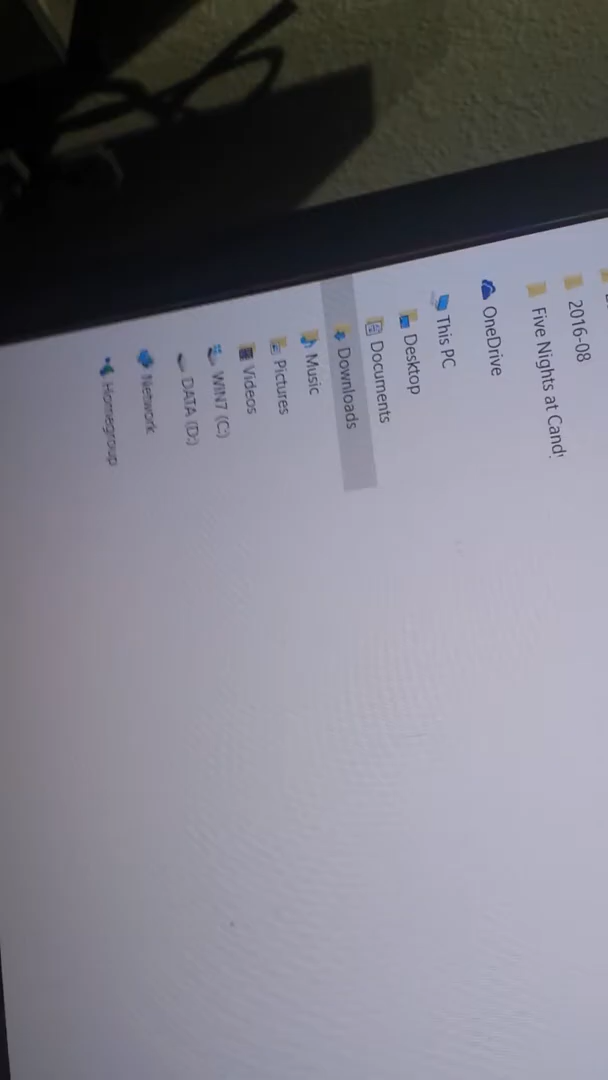 2016-08
Five Nights at Cand
OneDrive
This PC
Desktop
Documents
Downloads
Music
Pictures
Videos
WIN7 (C:)
DATA (D:)
Network
Homegroup